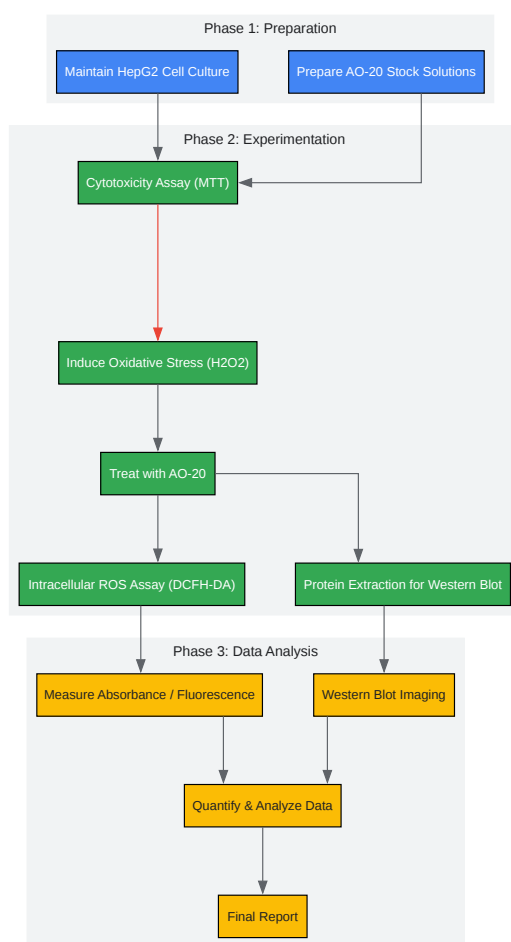 Phase 1: Preparation
Maintain HepG2 Cell Culture
Prepare AO-20 Stock Solutions
Phase 2: Experimentation
Cytotoxicity Assay (MTT)
Induce Oxidative Stress (H2O2)
Treat with AO-20
Intracellular ROS Assay (DCFH-DA)
Protein Extraction for Western Blot
Phase 3: Data Analysis
Measure Absorbance / Fluorescence
Western Blot Imaging
Quantify & Analyze Data
Final Report